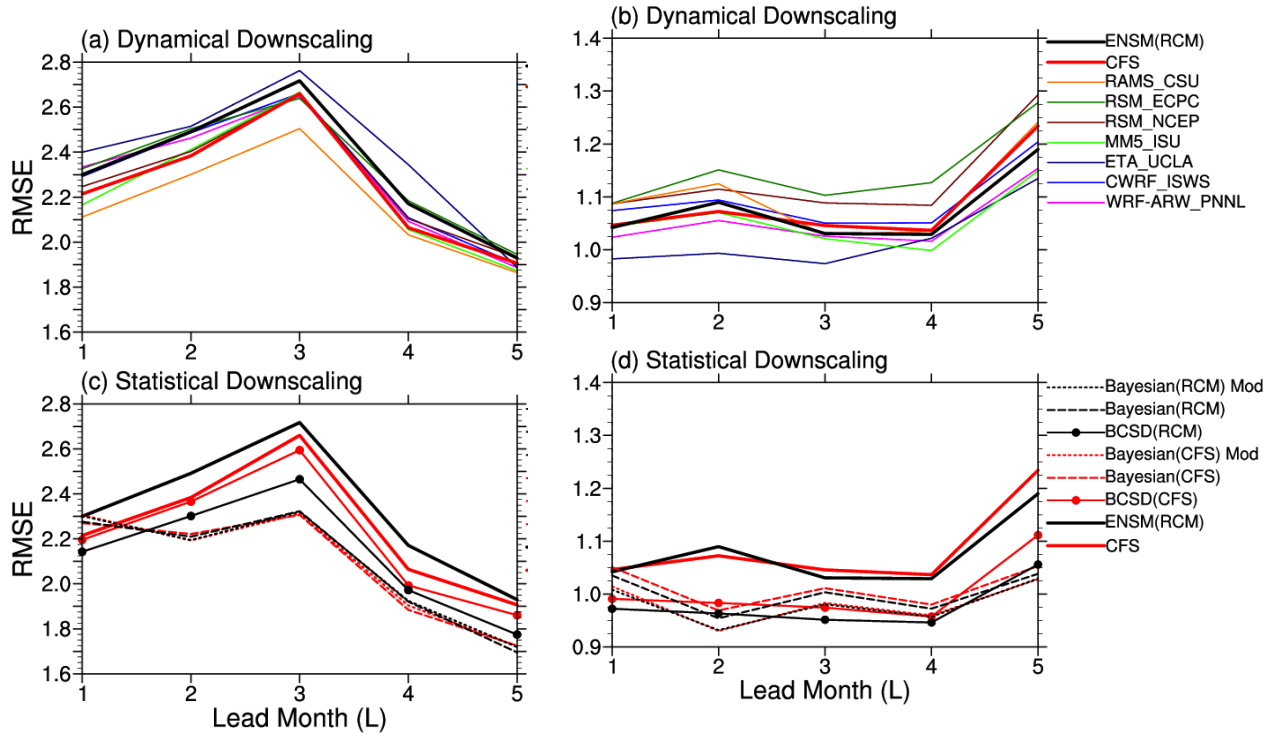 (a) Dynamical Downscaling
2.8
2.6
2.4
2.2
2.0
1.8
1.6
RMSE
1 2 3 4 5
(b) Dynamical Downscaling
1.4
1.3
1.2
1.1
1.0
0.9
1 2 3 4 5
ENSM(RCM)
CFS
RAMS_CSU
RSM_ECPC
RSM_NCEP
MM5_ISU
ETA_UCLA
CWRF_ISWS
WRF-ARW_PNNL
(c) Statistical Downscaling
2.8
2.6
2.4
2.2
2.0
1.8
1.6
RMSE
1 2 3 4 5
Lead Month (L)
(d) Statistical Downscaling
1.4
1.3
1.2
1.1
1.0
0.9
1 2 3 4 5
Lead Month (L)
Bayesian(RCM) Mod
Bayesian(RCM)
BCSD(RCM)
Bayesian(CFS) Mod
Bayesian(CFS)
BCSD(CFS)
ENSM(RCM)
CFS